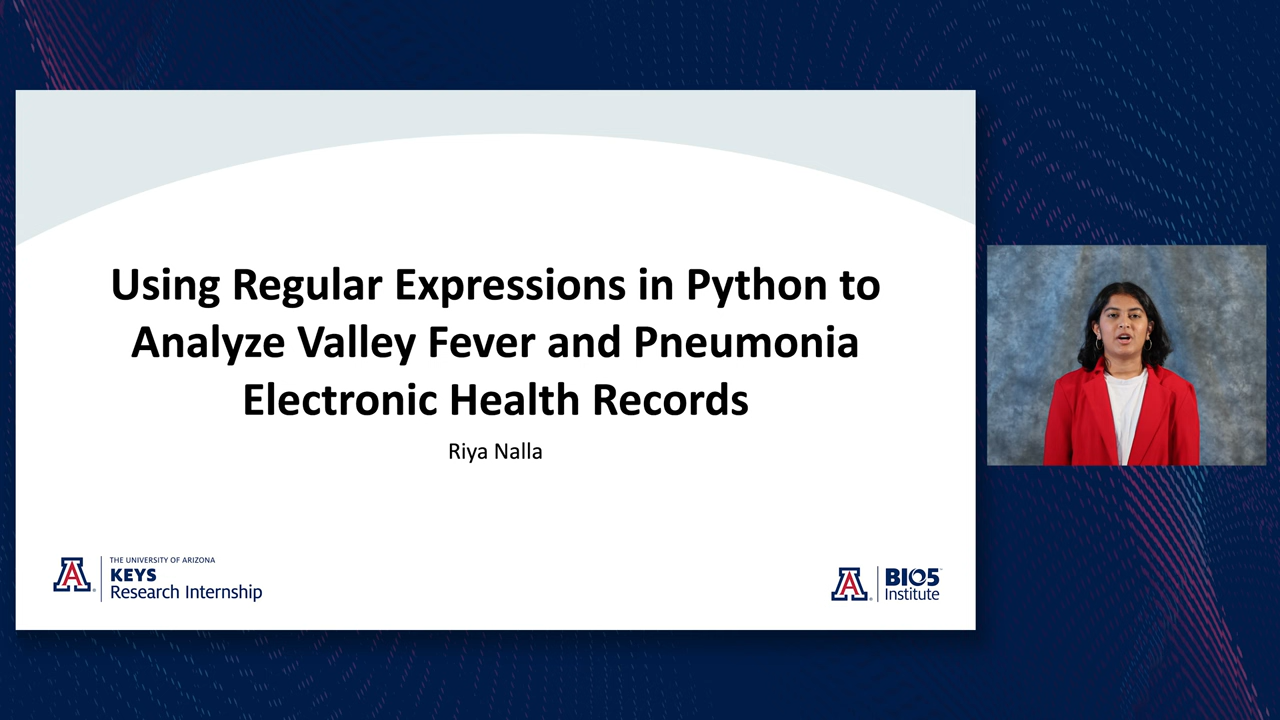 Using Regular Expressions in Python to
Analyze Valley Fever and Pneumonia
Electronic Health Records
Riya Nalla
THE UNIVERSITY OF ARIZONA
KEYS
Research Internship
BIO5
Institute